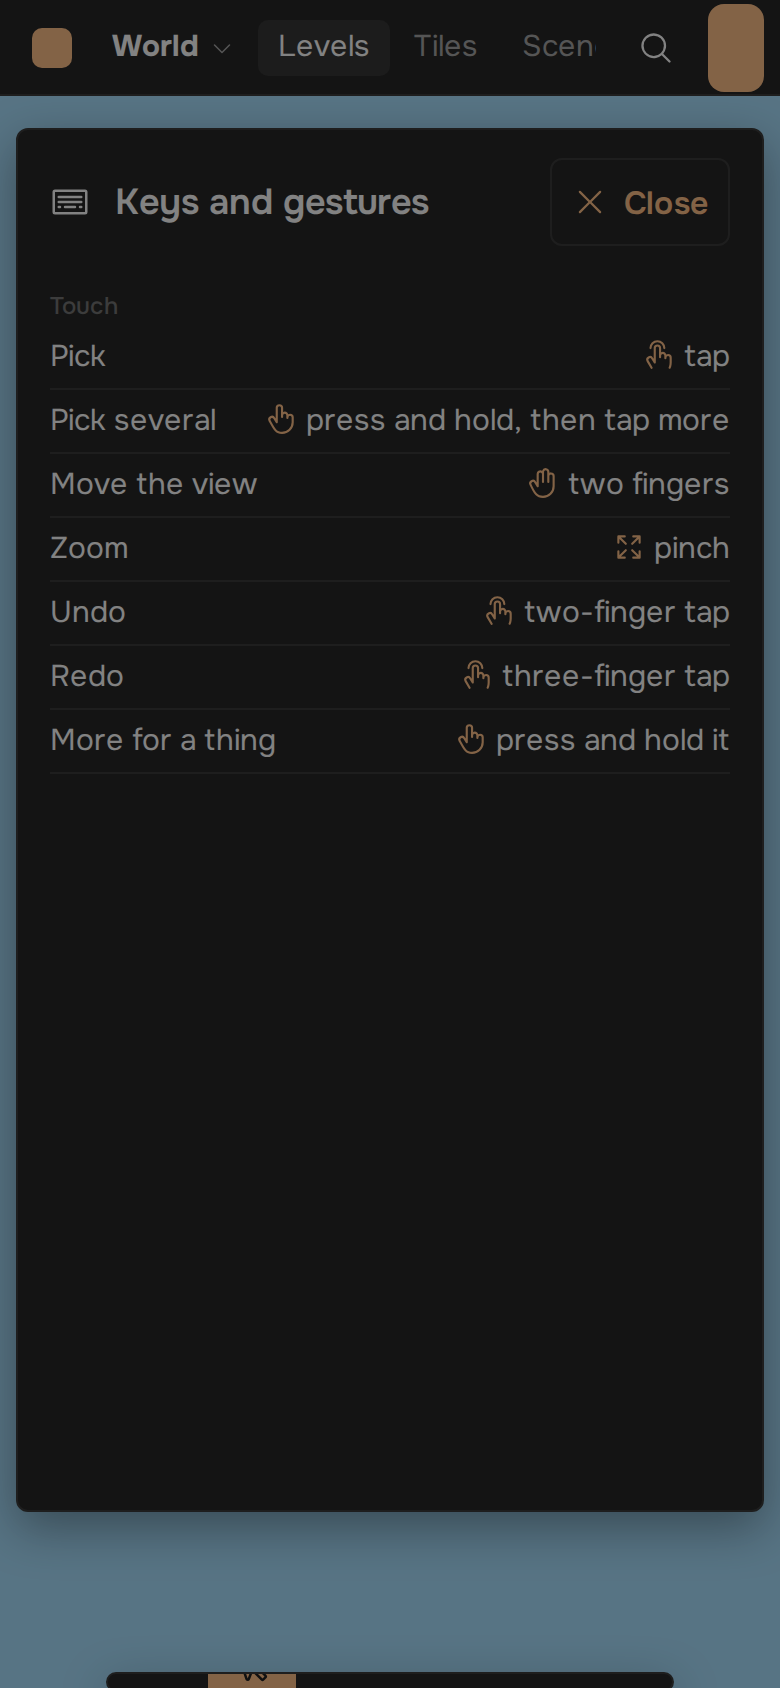 World Levels Tiles Scen
Keys and gestures Close
Touch
Pick tap
Pick several press and hold, then tap more
Move the view two fingers
Zoom pinch
Undo two-finger tap
Redo three-finger tap
More for a thing press and hold it